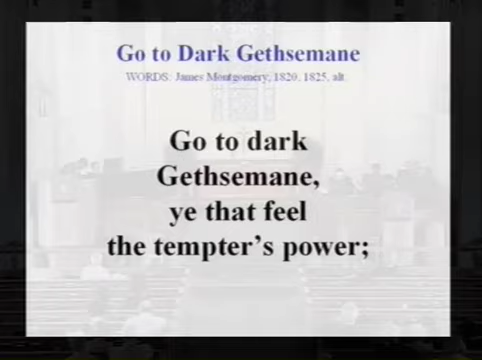 Go to Dark Gethsemane
WORDS: James Montgomery, 1820, 1825, alt.
Go to dark
Gethsemane,
ye that feel
the tempter's power;